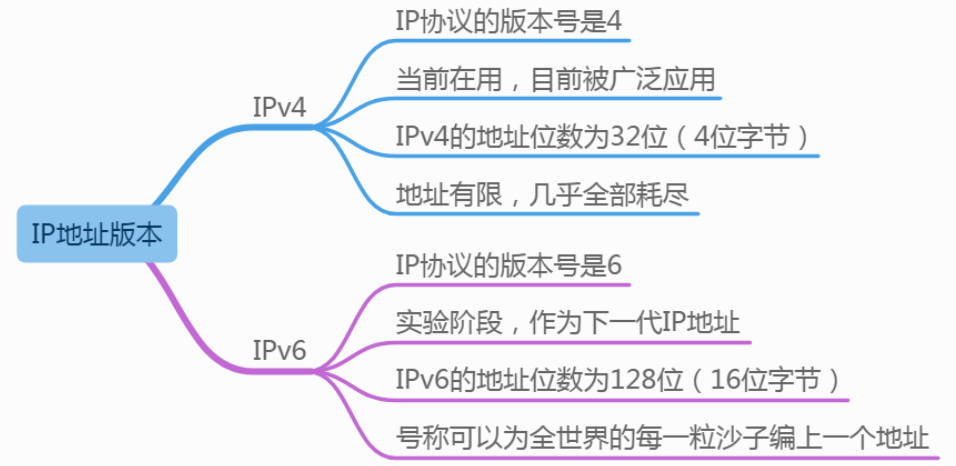 IP地址版本
IPv4
IP协议的版本号是4
当前在用，目前被广泛应用
IPv4的地址位数为32位（4位字节）
地址有限，几乎全部耗尽
IPv6
IP协议的版本号是6
实验阶段，作为下一代IP地址
IPv6的地址位数为128位（16位字节）
号称可以为全世界的每一粒沙子编上一个地址